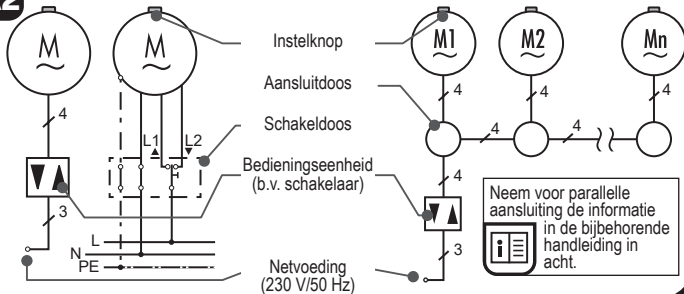 A2
M
4
3
M
L1
L2
L
N
PE
Instelknop
Aansluitdoos
Schakeldoos
Bedieningseenheid
(b.v. schakelaar)
Netvoeding
(230 V/50 Hz)
M1
M2
Mn
4
4
4
4
4
4
3
Neem voor parallelle
aansluiting de informatie
in de bijbehorende
handleiding in
acht.